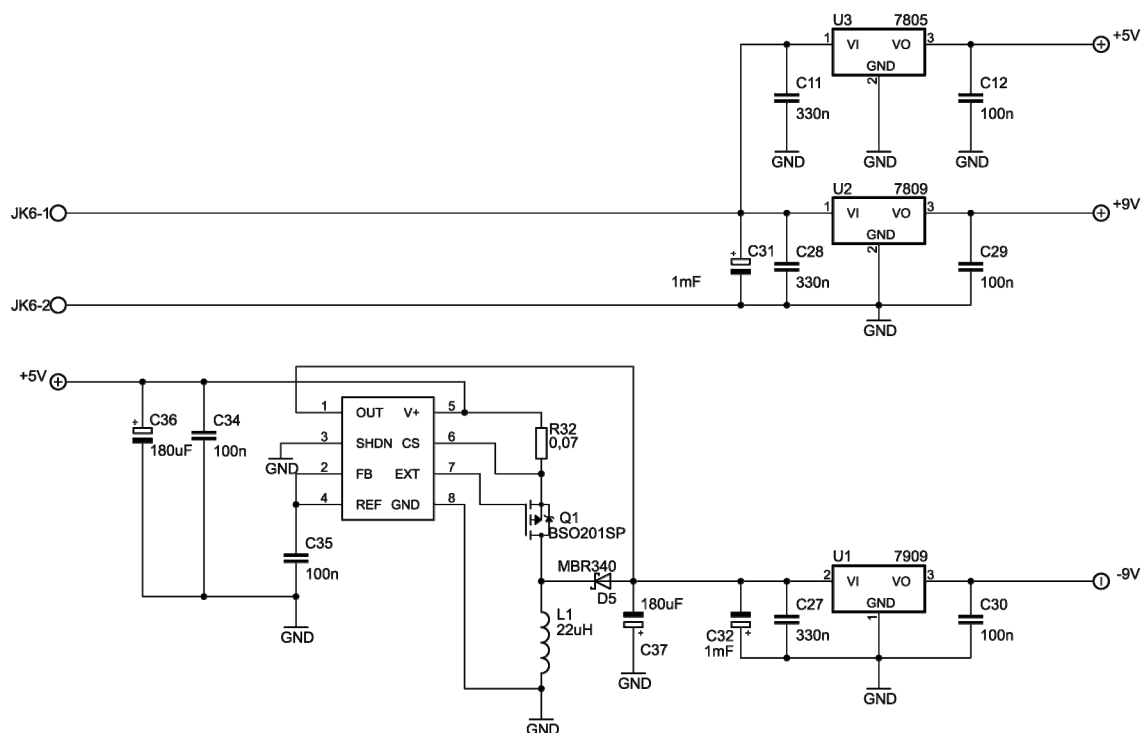 U3 7805
1 VI VO 3
GND
2
+5V
C11
330n
C12
100n
GND
GND
GND
JK6-1
U2 7809
1 VI VO 3
GND
2
+9V
C31
1mF
+
C28
330n
C29
100n
JK6-2
GND
+5V
+
C36
180uF
C34
100n
1 OUT V+ 5
3 SHDN CS 6
2 FB EXT 7
4 REF GND 8
GND
R32
0,07
Q1
BSO201SP
C35
100n
GND
MBR340
D5
L1
22uH
GND
180uF
+
C37
GND
C32
1mF
+
C27
330n
U1 7909
2 VI VO 3
GND
1
-9V
C30
100n
GND